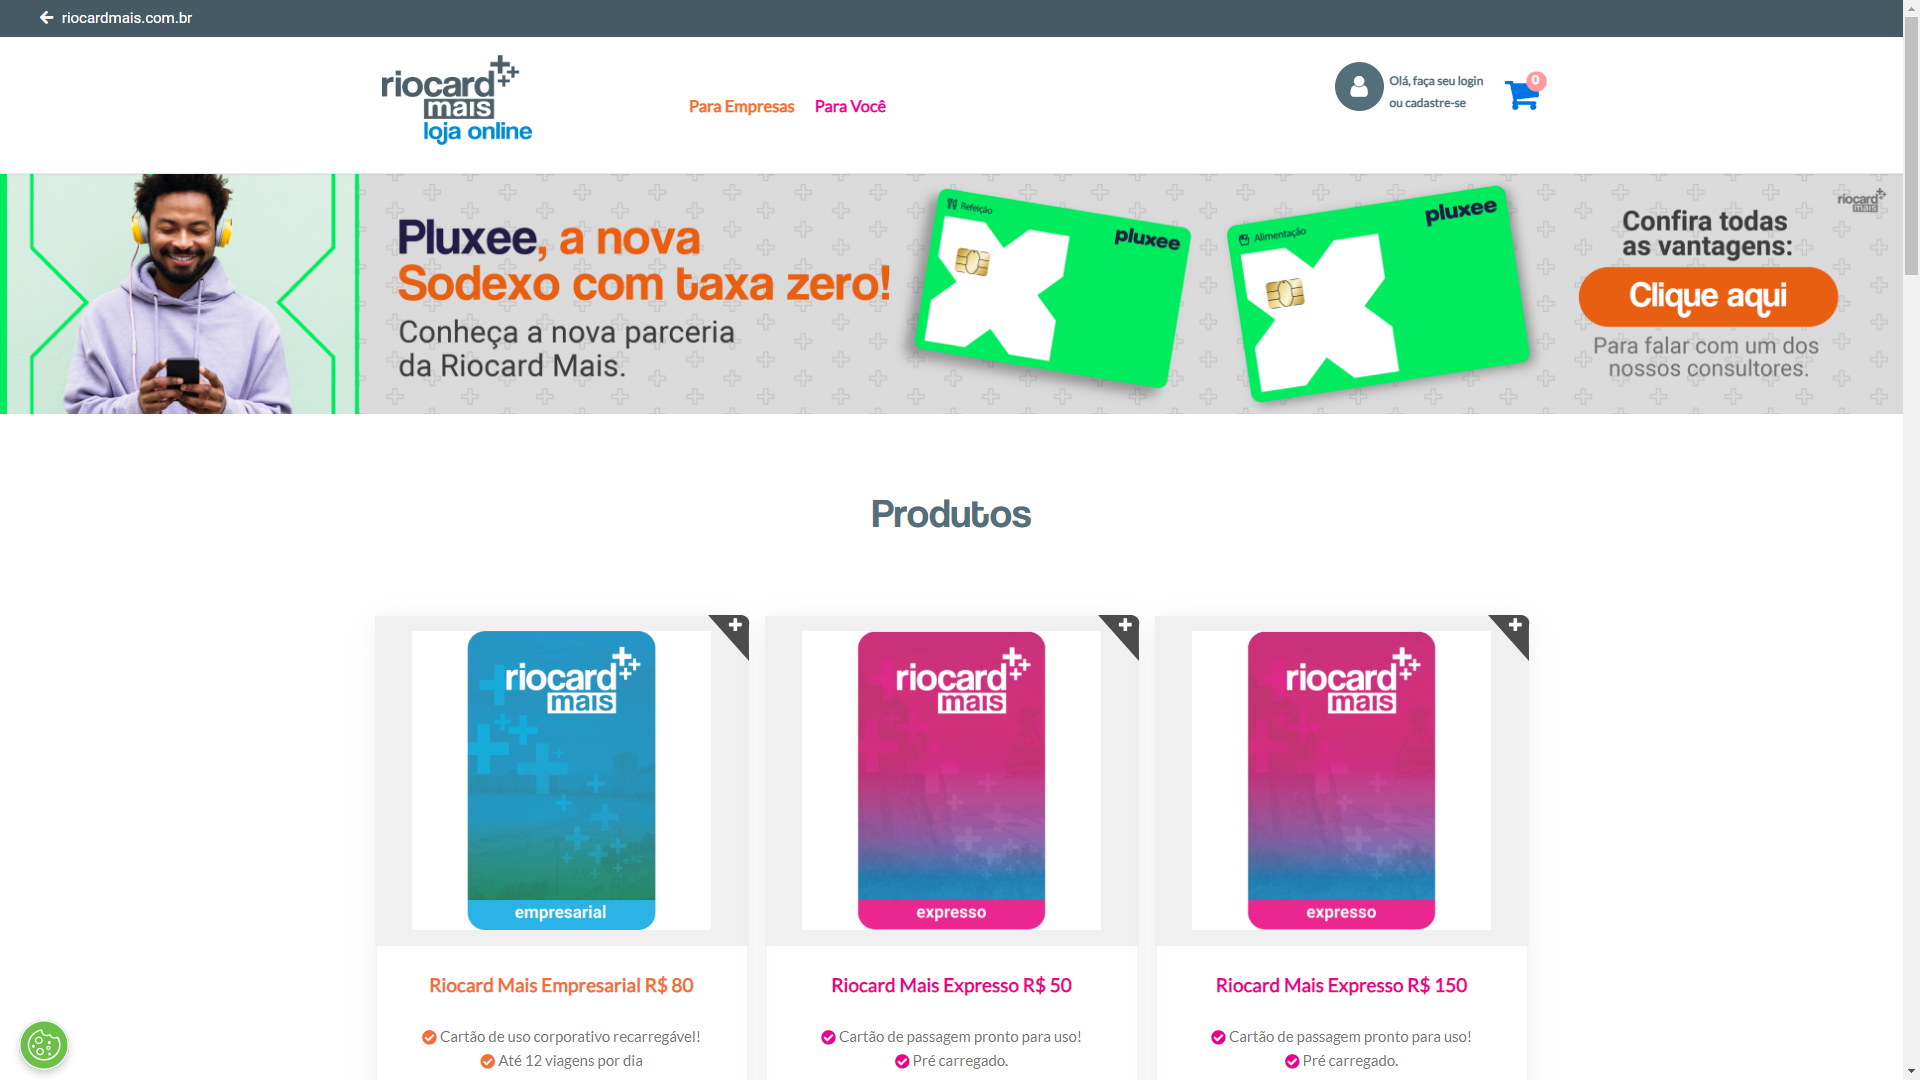 riocardmais.com.br
riocard
mais
loja online
Para Empresas
Para Você
Olá, faça seu login
ou cadastre-se
0
Pluxee, a nova
Sodexo com taxa zero!
Conheça a nova parceria
da Riocard Mais.
Refeição
pluxee
Alimentação
pluxee
Confira todas
as vantagens:
Clique aqui
Para falar com um dos
nossos consultores.
riocard
mais
Produtos
riocard
mais
empresarial
Riocard Mais Empresarial R$ 80
Cartão de uso corporativo recarregável!
Até 12 viagens por dia
riocard
mais
expresso
Riocard Mais Expresso R$ 50
Cartão de passagem pronto para uso!
Pré carregado.
riocard
mais
expresso
Riocard Mais Expresso R$ 150
Cartão de passagem pronto para uso!
Pré carregado.